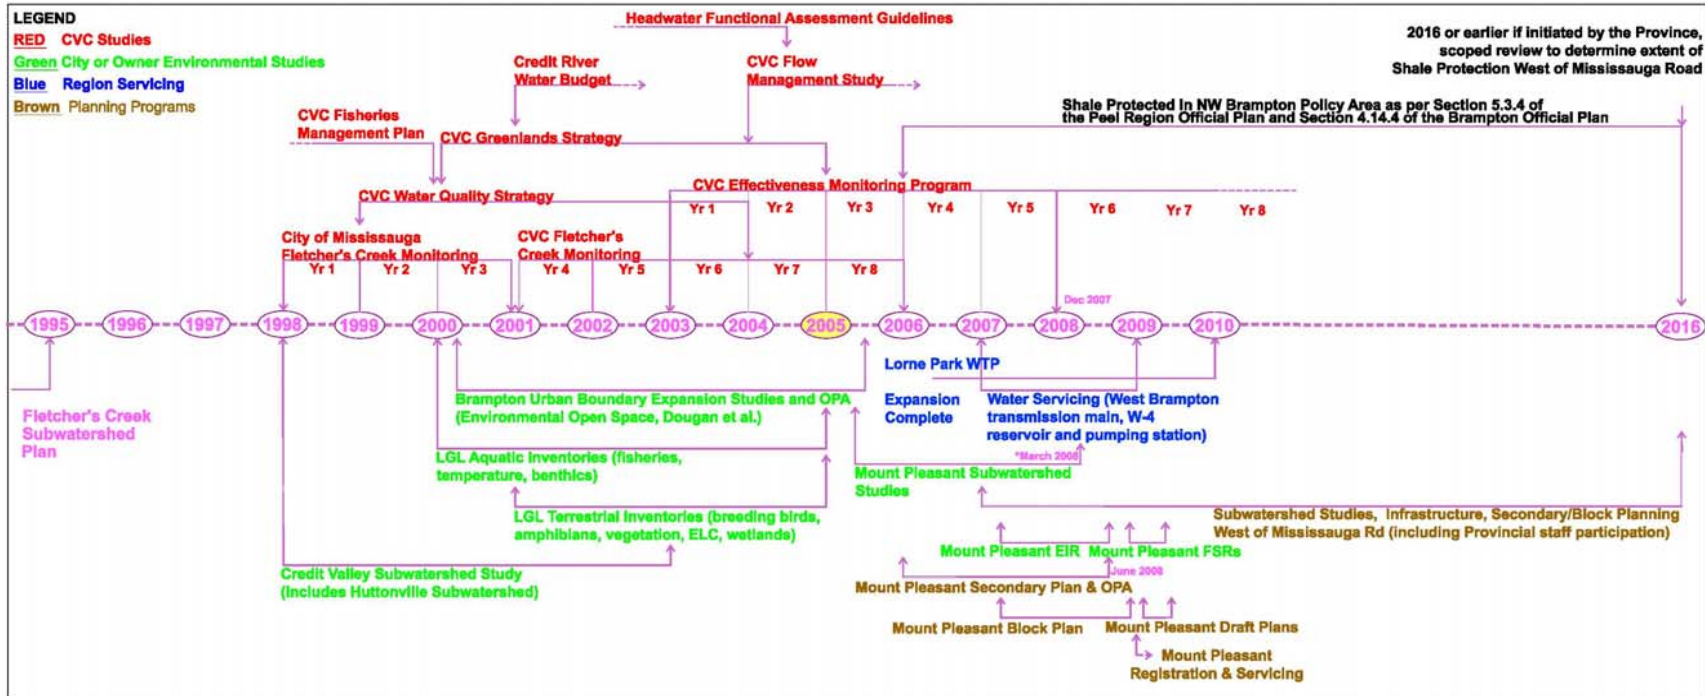 LEGEND
RED CVC Studies
Green City or Owner Environmental Studies
Blue Region Servicing
Brown Planning Programs
Headwater Functional Assessment Guidelines
2016 or earlier if initiated by the Province,
scoped review to determine extent of
Shale Protection West of Mississauga Road
Credit River
Water Budget
CVC Flow
Management Study
Shale Protected In NW Brampton Policy Area as per Section 5.3.4 of
the Peel Region Official Plan and Section 4.14.4 of the Brampton Official Plan
CVC Fisheries
Management Plan
CVC Greenlands Strategy
CVC Effectiveness Monitoring Program
Yr 1 Yr 2 Yr 3 Yr 4 Yr 5 Yr 6 Yr 7 Yr 8
CVC Water Quality Strategy
City of Mississauga
Fletcher's Creek Monitoring
Yr 1 Yr 2 Yr 3
CVC Fletcher's
Creek Monitoring
Yr 4 Yr 5 Yr 6 Yr 7 Yr 8
Dec 2007
1995 1996 1997 1998 1999 2000 2001 2002 2003 2004 2005 2006 2007 2008 2009 2010 2016
Fletcher's Creek
Subwatershed
Plan
Brampton Urban Boundary Expansion Studies and OPA
(Environmental Open Space, Dougan et al.)
Lorne Park WTP
Expansion
Complete
Water Servicing (West Brampton
transmission main, W-4
reservoir and pumping station)
LGL Aquatic Inventories (fisheries,
temperature, benthics)
*March 2008
Mount Pleasant Subwatershed
Studies
LGL Terrestrial Inventories (breeding birds,
amphibians, vegetation, ELC, wetlands)
Subwatershed Studies, Infrastructure, Secondary/Block Planning
West of Mississauga Rd (including Provincial staff participation)
Mount Pleasant EIR
Mount Pleasant FSRs
Credit Valley Subwatershed Study
(Includes Huttonville Subwatershed)
June 2008
Mount Pleasant Secondary Plan & OPA
Mount Pleasant Block Plan
Mount Pleasant Draft Plans
Mount Pleasant
Registration & Servicing